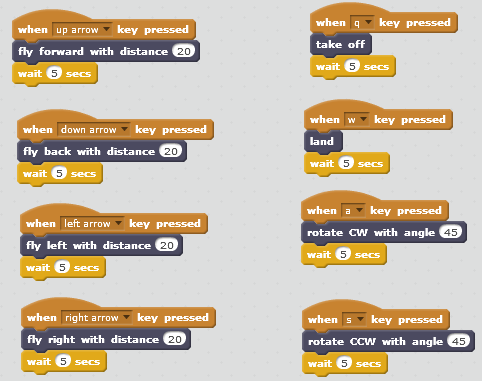 when up arrow key pressed
fly forward with distance 20
wait 5 secs
when down arrow key pressed
fly back with distance 20
wait 5 secs
when left arrow key pressed
fly left with distance 20
wait 5 secs
when right arrow key pressed
fly right with distance 20
wait 5 secs
when q key pressed
take off
wait 5 secs
when w key pressed
land
wait 5 secs
when a key pressed
rotate CW with angle 45
wait 5 secs
when s key pressed
rotate CCW with angle 45
wait 5 secs